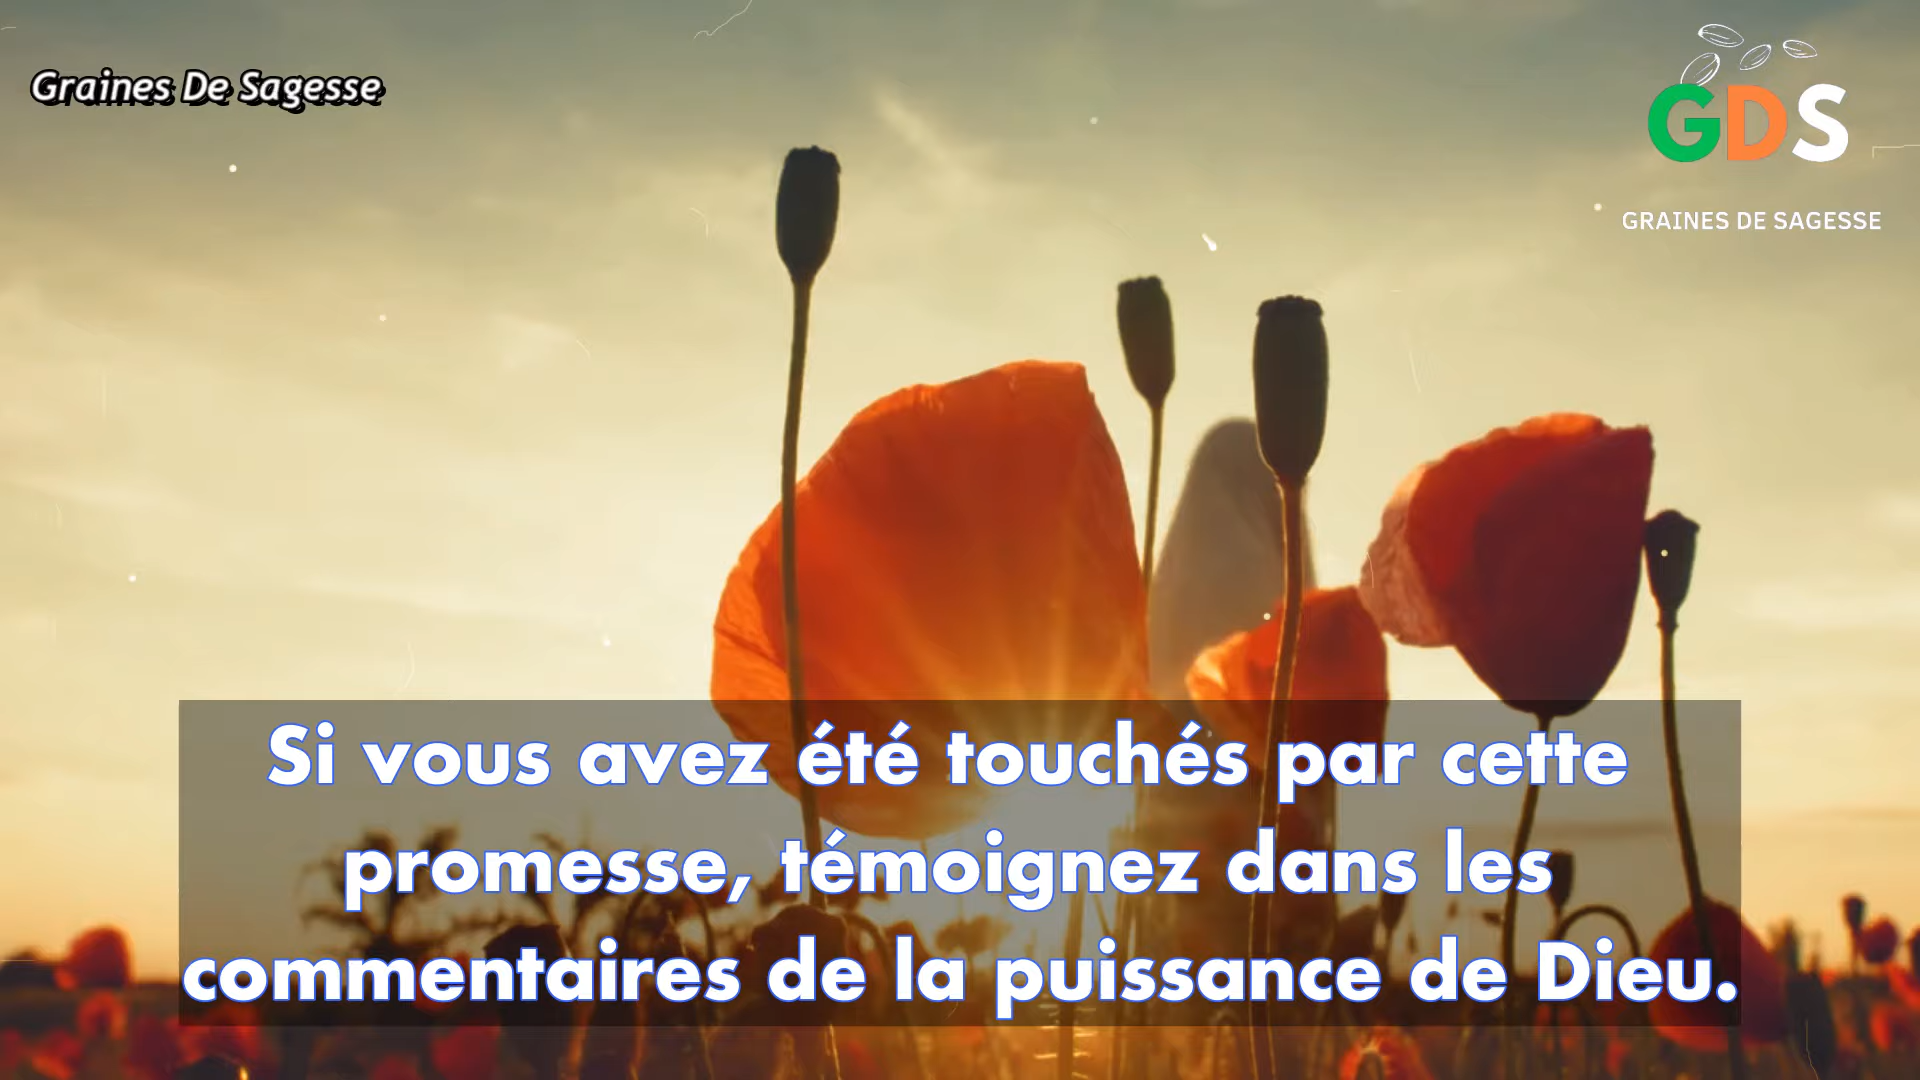 Graines De Sagesse
GDS
GRAINES DE SAGESSE
Si vous avez été touchés par cette
promesse, témoignez dans les
commentaires de la puissance de Dieu.